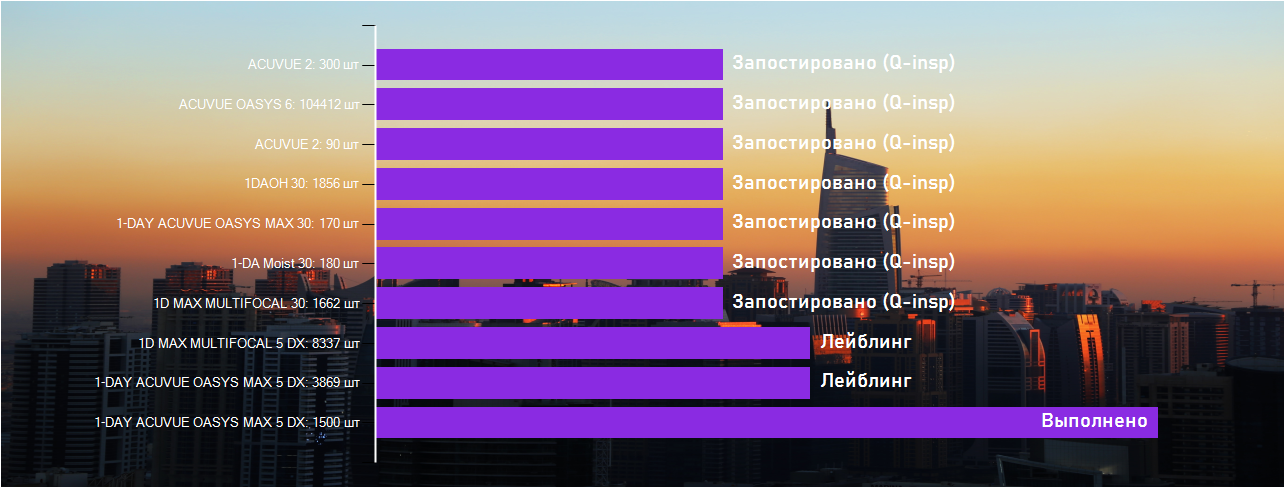 ACUVUE 2: 300 шт Запостировано (Q-insp)
ACUVUE OASYS 6: 104412 шт Запостировано (Q-insp)
ACUVUE 2: 90 шт Запостировано (Q-insp)
1DAOH 30: 1856 шт Запостировано (Q-insp)
1-DAY ACUVUE OASYS MAX 30: 170 шт Запостировано (Q-insp)
1-DA Moist 30: 180 шт Запостировано (Q-insp)
1D MAX MULTIFOCAL 30: 1662 шт Запостировано (Q-insp)
1D MAX MULTIFOCAL 5 DX: 8337 шт Лейблинг
1-DAY ACUVUE OASYS MAX 5 DX: 3869 шт Лейблинг
1-DAY ACUVUE OASYS MAX 5 DX: 1500 шт Выполнено